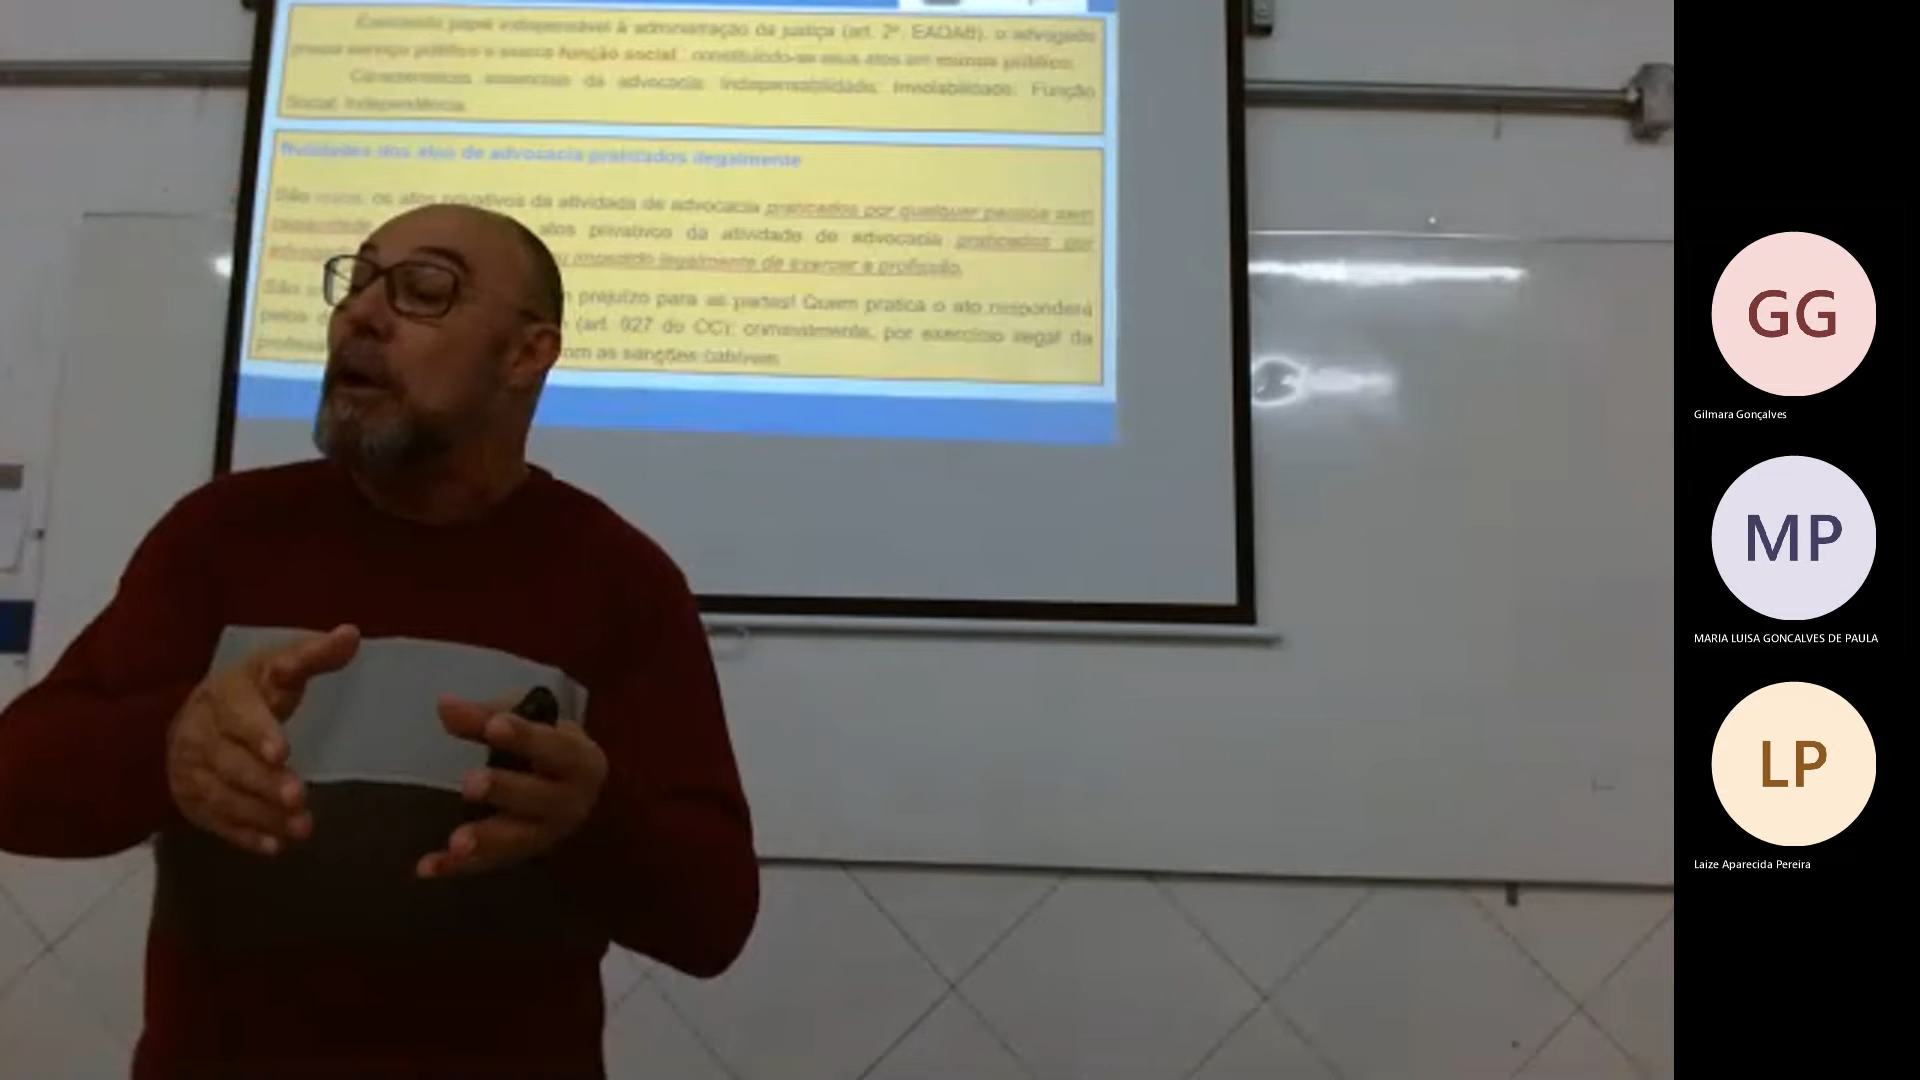 Exercendo papel indispensável à administração da justiça (art. 2º, EAOAB), o advogado
presta serviço público e exerce função social , constituindo-se seus atos em munus público.
Características essenciais da advocacia: Indispensabilidade; Inviolabilidade; Função
Social; Independência.
Nulidades dos atos de advocacia praticados ilegalmente
São nulos, os atos privativos da atividade de advocacia praticados por qualquer pessoa sem
atos privativos da atividade de advocacia praticados por
impedido legalmente de exercer a profissão.
São prejuízo para as partes! Quem pratica o ato responderá
(art. 927 do CC); criminalmente, por exercício ilegal da
com as sanções cabíveis.
GG
Gilmara Gonçalves
MP
MARIA LUISA GONCALVES DE PAULA
LP
Laize Aparecida Pereira